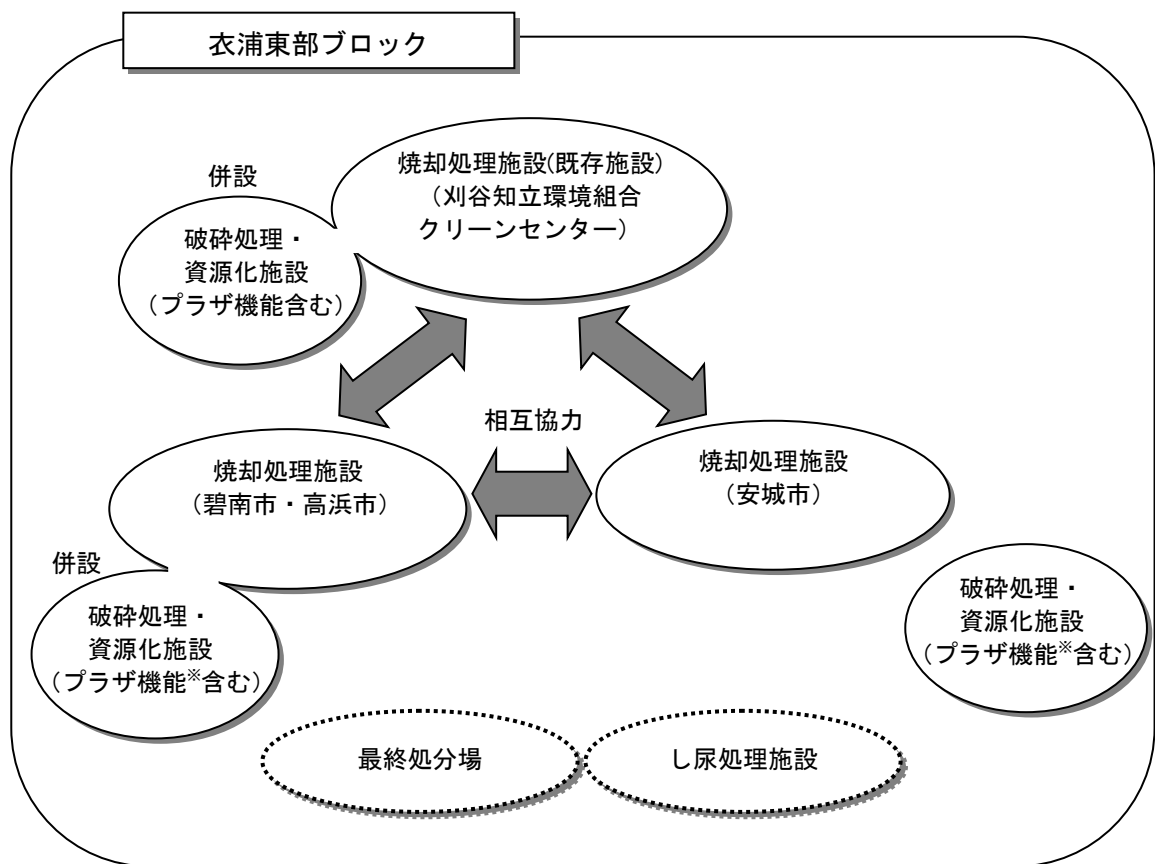 衣浦東部ブロック
焼却処理施設(既存施設)
（刈谷知立環境組合
クリーンセンター）
併設
破砕処理・
資源化施設
（プラザ機能含む）
相互協力
焼却処理施設
（碧南市・高浜市）
焼却処理施設
（安城市）
併設
破砕処理・
資源化施設
（プラザ機能※含む）
破砕処理・
資源化施設
（プラザ機能※含む）
最終処分場
し尿処理施設